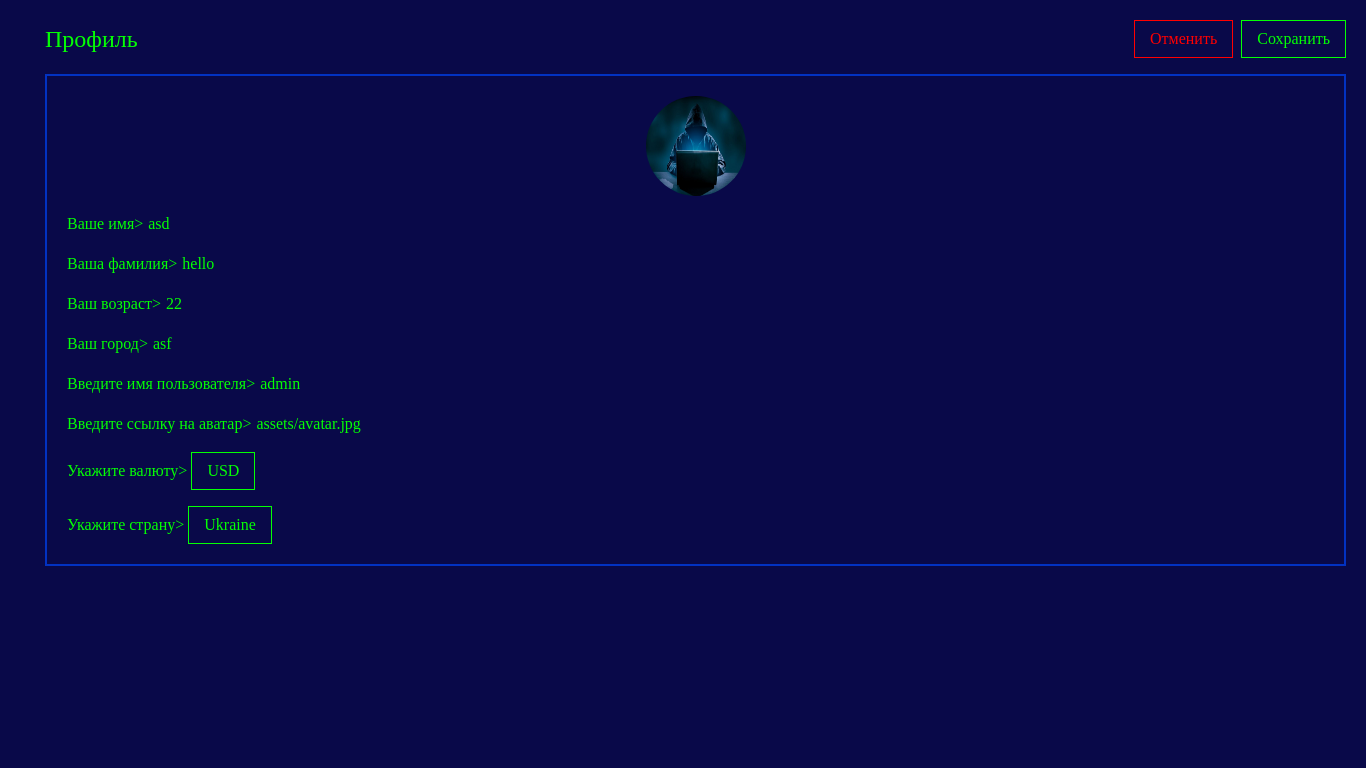 Профиль
Отменить
Сохранить
Ваше имя> asd
Ваша фамилия> hello
Ваш возраст> 22
Ваш город> asf
Введите имя пользователя> admin
Введите ссылку на аватар> assets/avatar.jpg
Укажите валюту> USD
Укажите страну> Ukraine